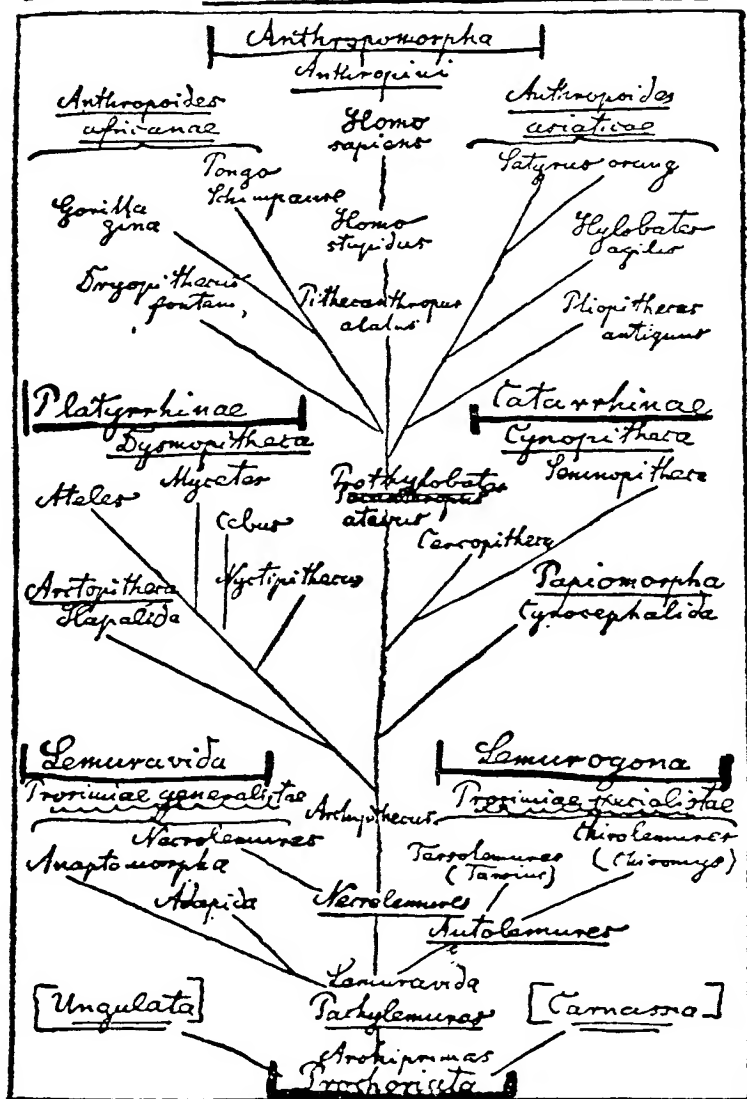 Anthropomorpha
Anthropini
Anthropoides
africanae
Homo
sapiens
Anthropoides
asiaticae
Tongo
Schimpanse
Satyrus orang
Gorilla
gina
Homo
stupidus
Hylobates
agilis
Dryopithecus
fontani
Pithecanthropus
alalus
Pliopithecus
antiquus
Platyrrhinae
Catarrhinae
Dysmopitheca
Cynopitheca
Mycetes
Semnopitheca
Ateles
Prothylobates
atavus
Cebus
Cercopitheca
Nyctipithecus
Arctopitheca
Hapalida
Papiomorpha
Cynocephalida
Lemuravida
Lemurogona
Prosimiae generalistae
Archipithecus
Prosimiae specialistae
Necrolemures
Chirolemures
(Chiromys)
Anaptomorpha
Tarsolemures
(Tarsius)
Adapida
Necrolemures
Autolemures
Lemuravida
[Ungulata]
Pachylemures
[Carnassia]
Archiprimas
Prochoriata